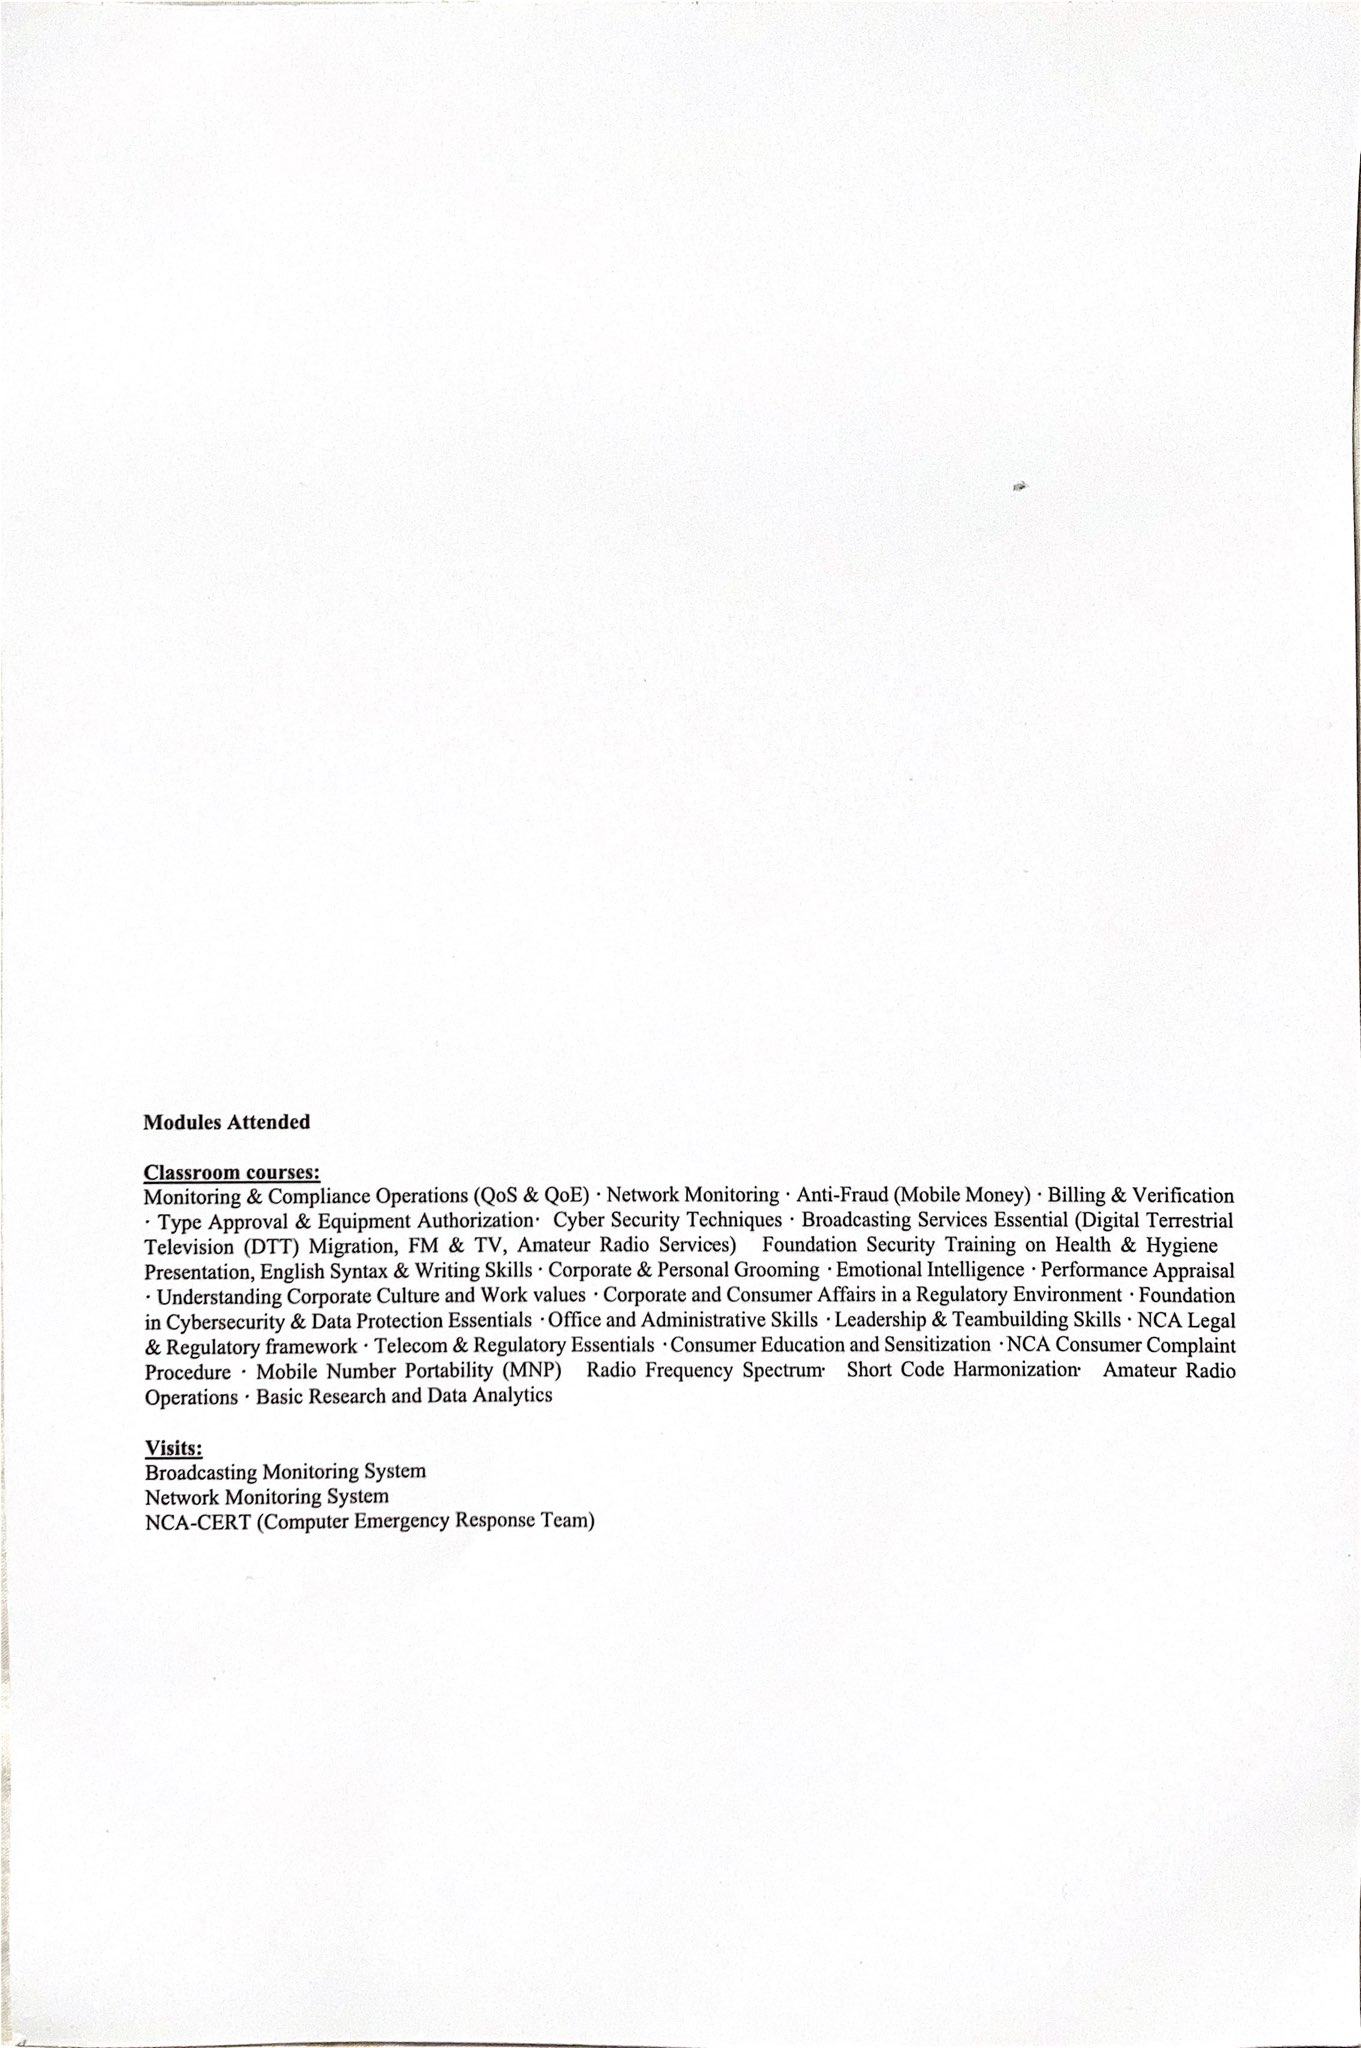 Modules Attended
Classroom courses:
Monitoring & Compliance Operations (QoS & QoE) · Network Monitoring · Anti-Fraud (Mobile Money) · Billing & Verification
· Type Approval & Equipment Authorization· Cyber Security Techniques · Broadcasting Services Essential (Digital Terrestrial
Television (DTT) Migration, FM & TV, Amateur Radio Services) Foundation Security Training on Health & Hygiene
Presentation, English Syntax & Writing Skills · Corporate & Personal Grooming · Emotional Intelligence · Performance Appraisal
· Understanding Corporate Culture and Work values · Corporate and Consumer Affairs in a Regulatory Environment · Foundation
in Cybersecurity & Data Protection Essentials · Office and Administrative Skills · Leadership & Teambuilding Skills · NCA Legal
& Regulatory framework · Telecom & Regulatory Essentials · Consumer Education and Sensitization · NCA Consumer Complaint
Procedure · Mobile Number Portability (MNP) Radio Frequency Spectrum· Short Code Harmonization· Amateur Radio
Operations · Basic Research and Data Analytics
Visits:
Broadcasting Monitoring System
Network Monitoring System
NCA-CERT (Computer Emergency Response Team)